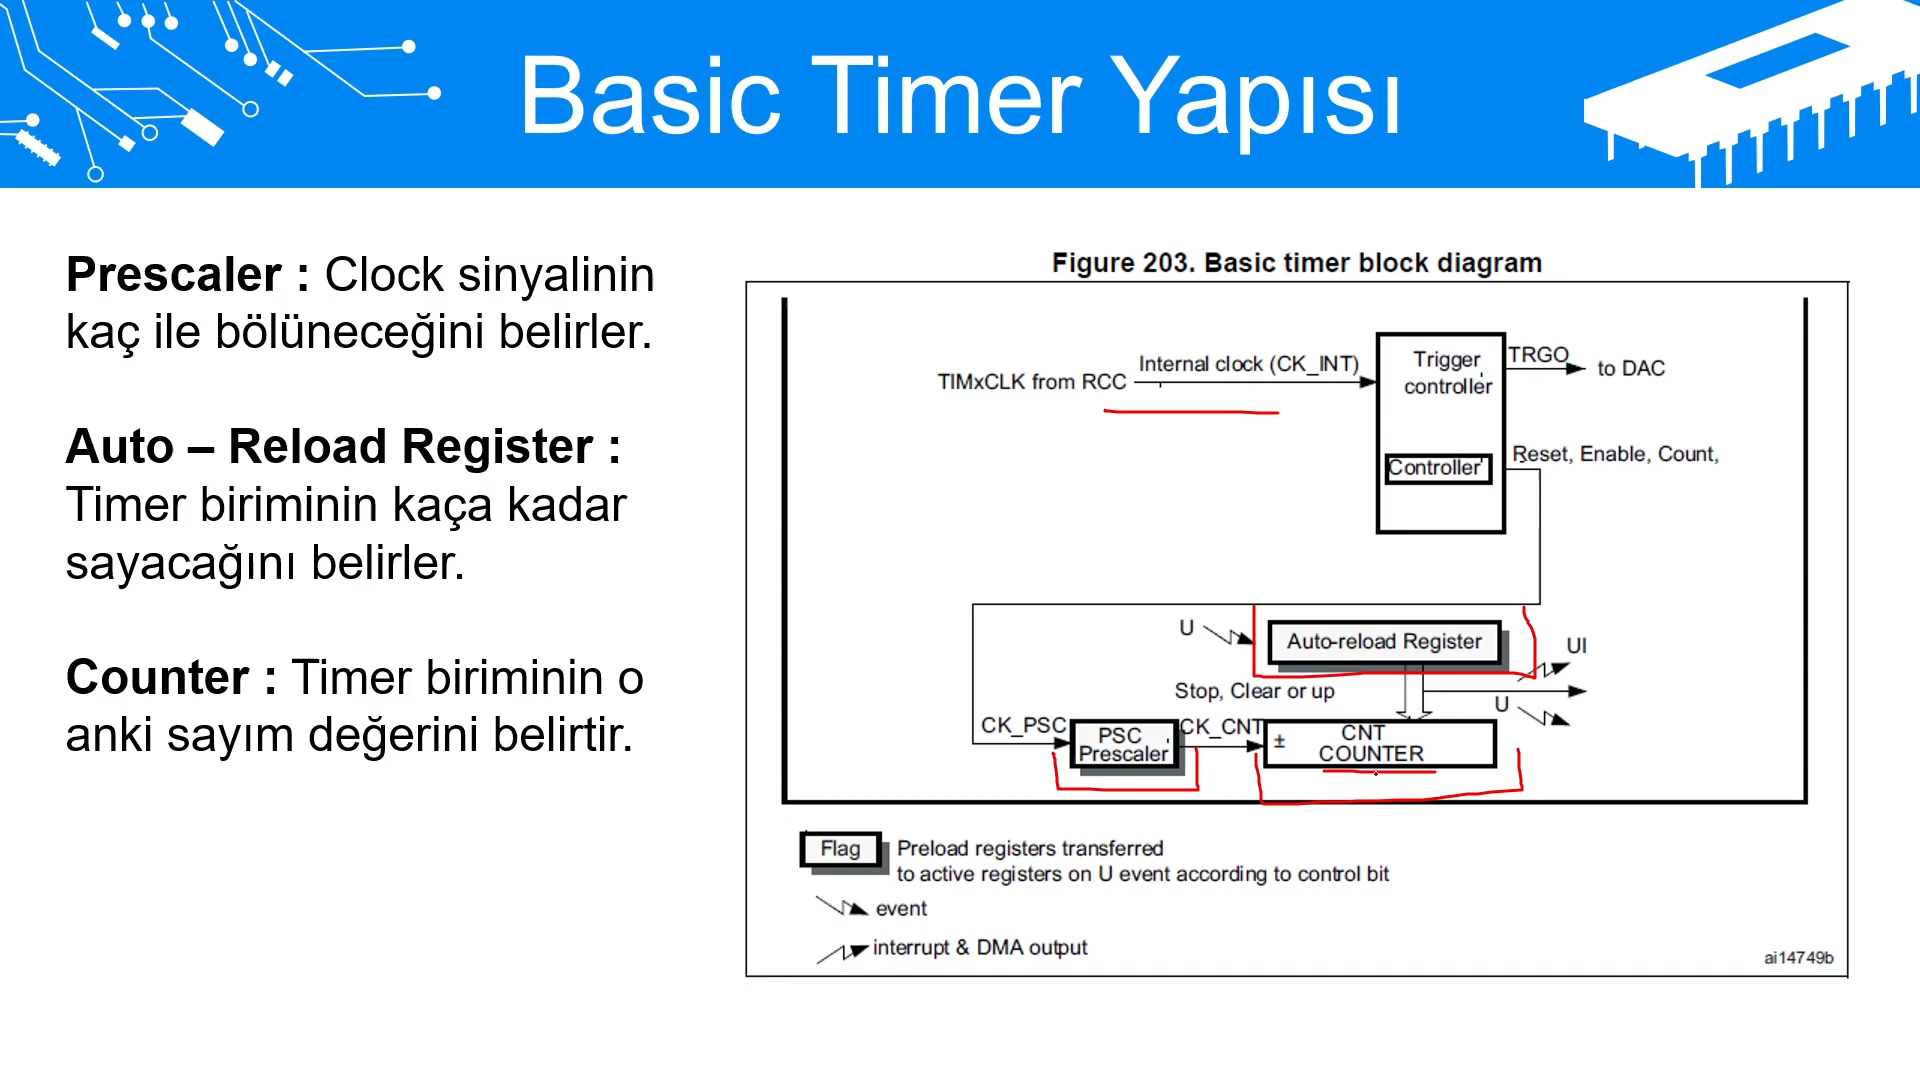 Basic Timer Yapısı
Prescaler : Clock sinyalinin
kaç ile bölüneceğini belirler.
Auto – Reload Register :
Timer biriminin kaça kadar
sayacağını belirler.
Counter : Timer biriminin o
anki sayım değerini belirtir.
Figure 203. Basic timer block diagram
TIMxCLK from RCC
Internal clock (CK_INT)
Trigger
controller
TRGO
to DAC
Controller
Reset, Enable, Count,
U
Auto-reload Register
UI
Stop, Clear or up
U
CK_PSC
PSC
Prescaler
CK_CNT
±
CNT
COUNTER
Flag
Preload registers transferred
to active registers on U event according to control bit
event
interrupt & DMA output
ai14749b